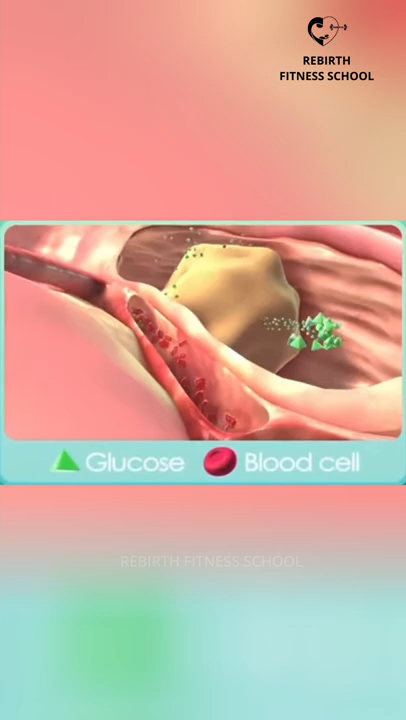 REBIRTH
FITNESS SCHOOL
Glucose Blood cell
REBIRTH FITNESS SCHOOL